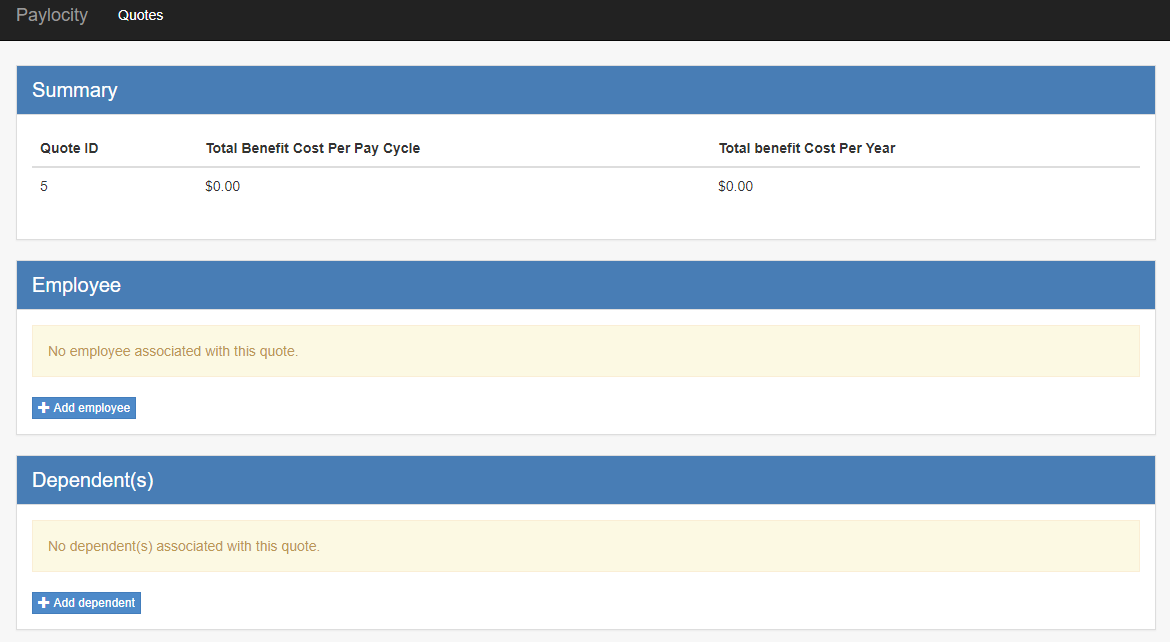 Paylocity Quotes
Summary
Quote ID Total Benefit Cost Per Pay Cycle Total benefit Cost Per Year
5 $0.00 $0.00
Employee
No employee associated with this quote.
Add employee
Dependent(s)
No dependent(s) associated with this quote.
Add dependent